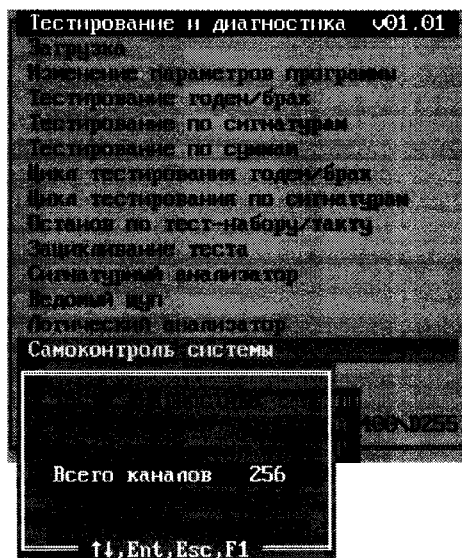 Тестирование и диагностика v01.01
Загрузка
Изменение параметров программы
Тестирование годен/брак
Тестирование по сигнатурам
Тестирование по суммам
Цикл тестирования годен/брак
Цикл тестирования по сигнатурам
Останов по тест-набору/такту
Зацикливание теста
Сигнатурный анализатор
Ведомый щуп
Логический анализатор
Самоконтроль системы
Всего каналов 256
↑↓,Ent,Esc,F1